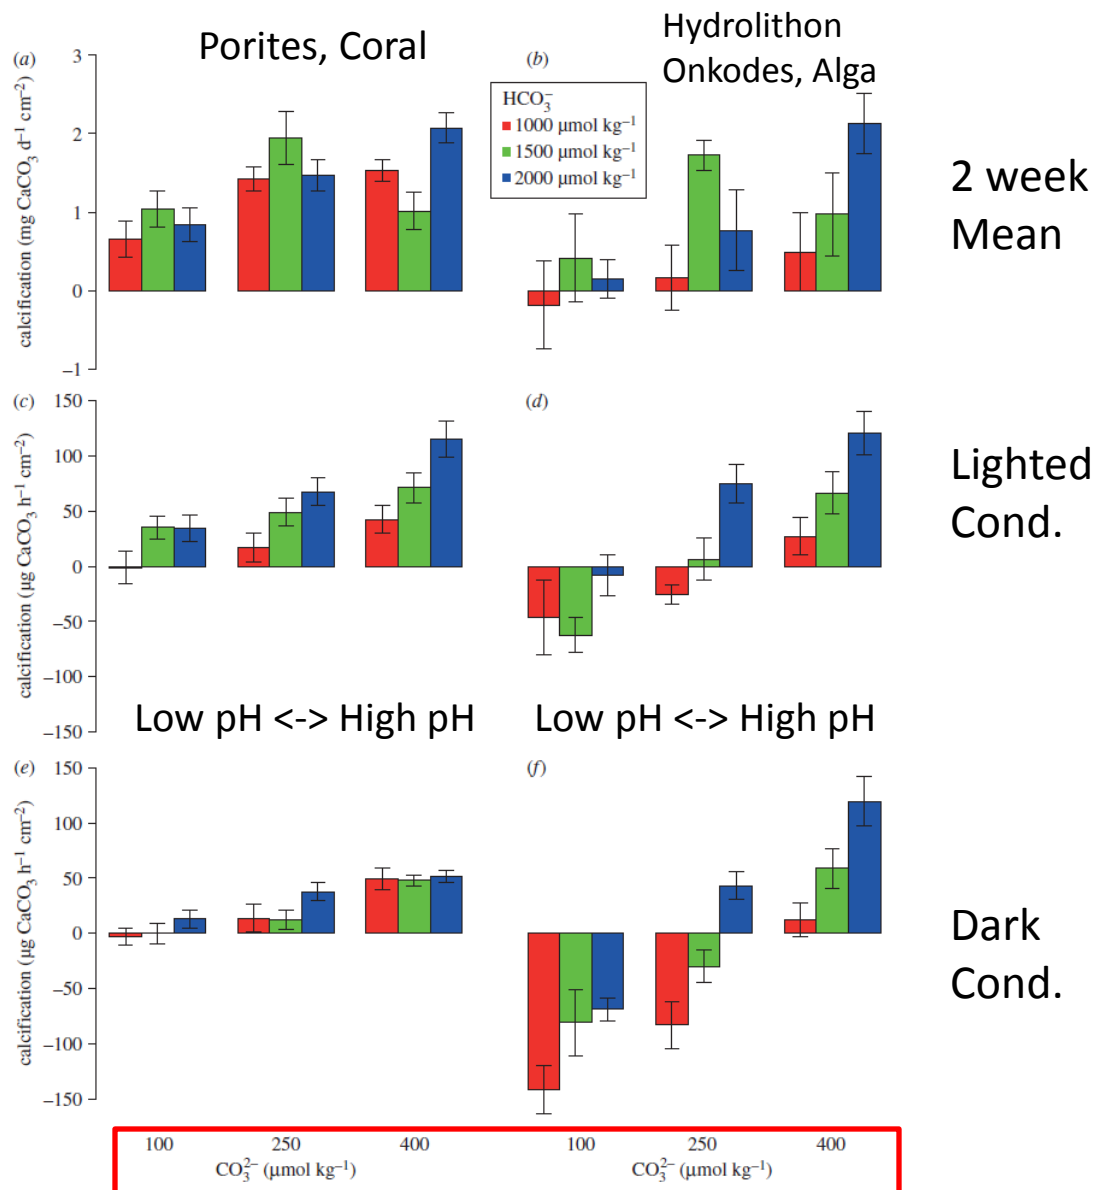 Porites, Coral
Hydrolithon
Onkodes, Alga
(a)
(b)
3
2
1
0
−1
calcification (mg CaCO₃ d⁻¹ cm⁻²)
HCO₃⁻
1000 µmol kg⁻¹
1500 µmol kg⁻¹
2000 µmol kg⁻¹
2 week
Mean
(c)
(d)
150
100
50
0
−50
−100
−150
calcification (µg CaCO₃ h⁻¹ cm⁻²)
Lighted
Cond.
Low pH <-> High pH
Low pH <-> High pH
(e)
(f)
150
100
50
0
−50
−100
−150
calcification (µg CaCO₃ h⁻¹ cm⁻²)
Dark
Cond.
100 250 400
100 250 400
CO₃²⁻ (µmol kg⁻¹)
CO₃²⁻ (µmol kg⁻¹)